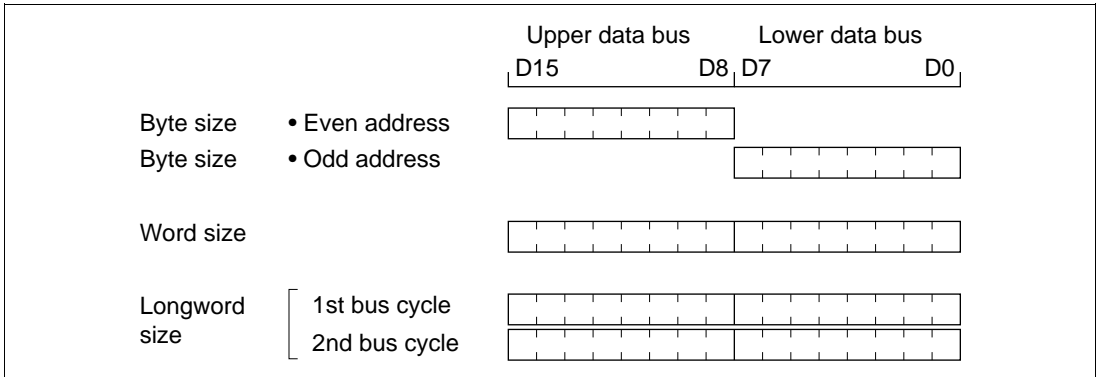 Upper data bus Lower data bus
D15 D8 D7 D0
Byte size • Even address
Byte size • Odd address
Word size
Longword size 1st bus cycle
2nd bus cycle